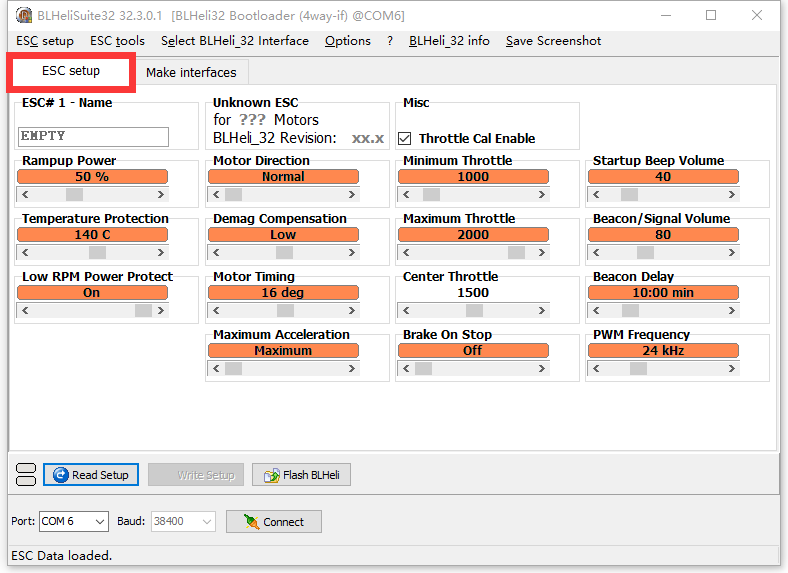 BLHeliSuite32 32.3.0.1 [BLHeli32 Bootloader (4way-if) @COM6]
ESC setup ESC tools Select BLHeli_32 Interface Options ? BLHeli_32 info Save Screenshot
ESC setup Make interfaces
ESC# 1 - Name Unknown ESC Misc
for ??? Motors
EMPTY BLHeli_32 Revision: xx.x Throttle Cal Enable
Rampup Power Motor Direction Minimum Throttle Startup Beep Volume
50 % Normal 1000 40
Temperature Protection Demag Compensation Maximum Throttle Beacon/Signal Volume
140 C Low 2000 80
Low RPM Power Protect Motor Timing Center Throttle Beacon Delay
On 16 deg 1500 10:00 min
Maximum Acceleration Brake On Stop PWM Frequency
Maximum Off 24 kHz
Read Setup Write Setup Flash BLHeli
Port: COM 6 Baud: 38400 Connect
ESC Data loaded.